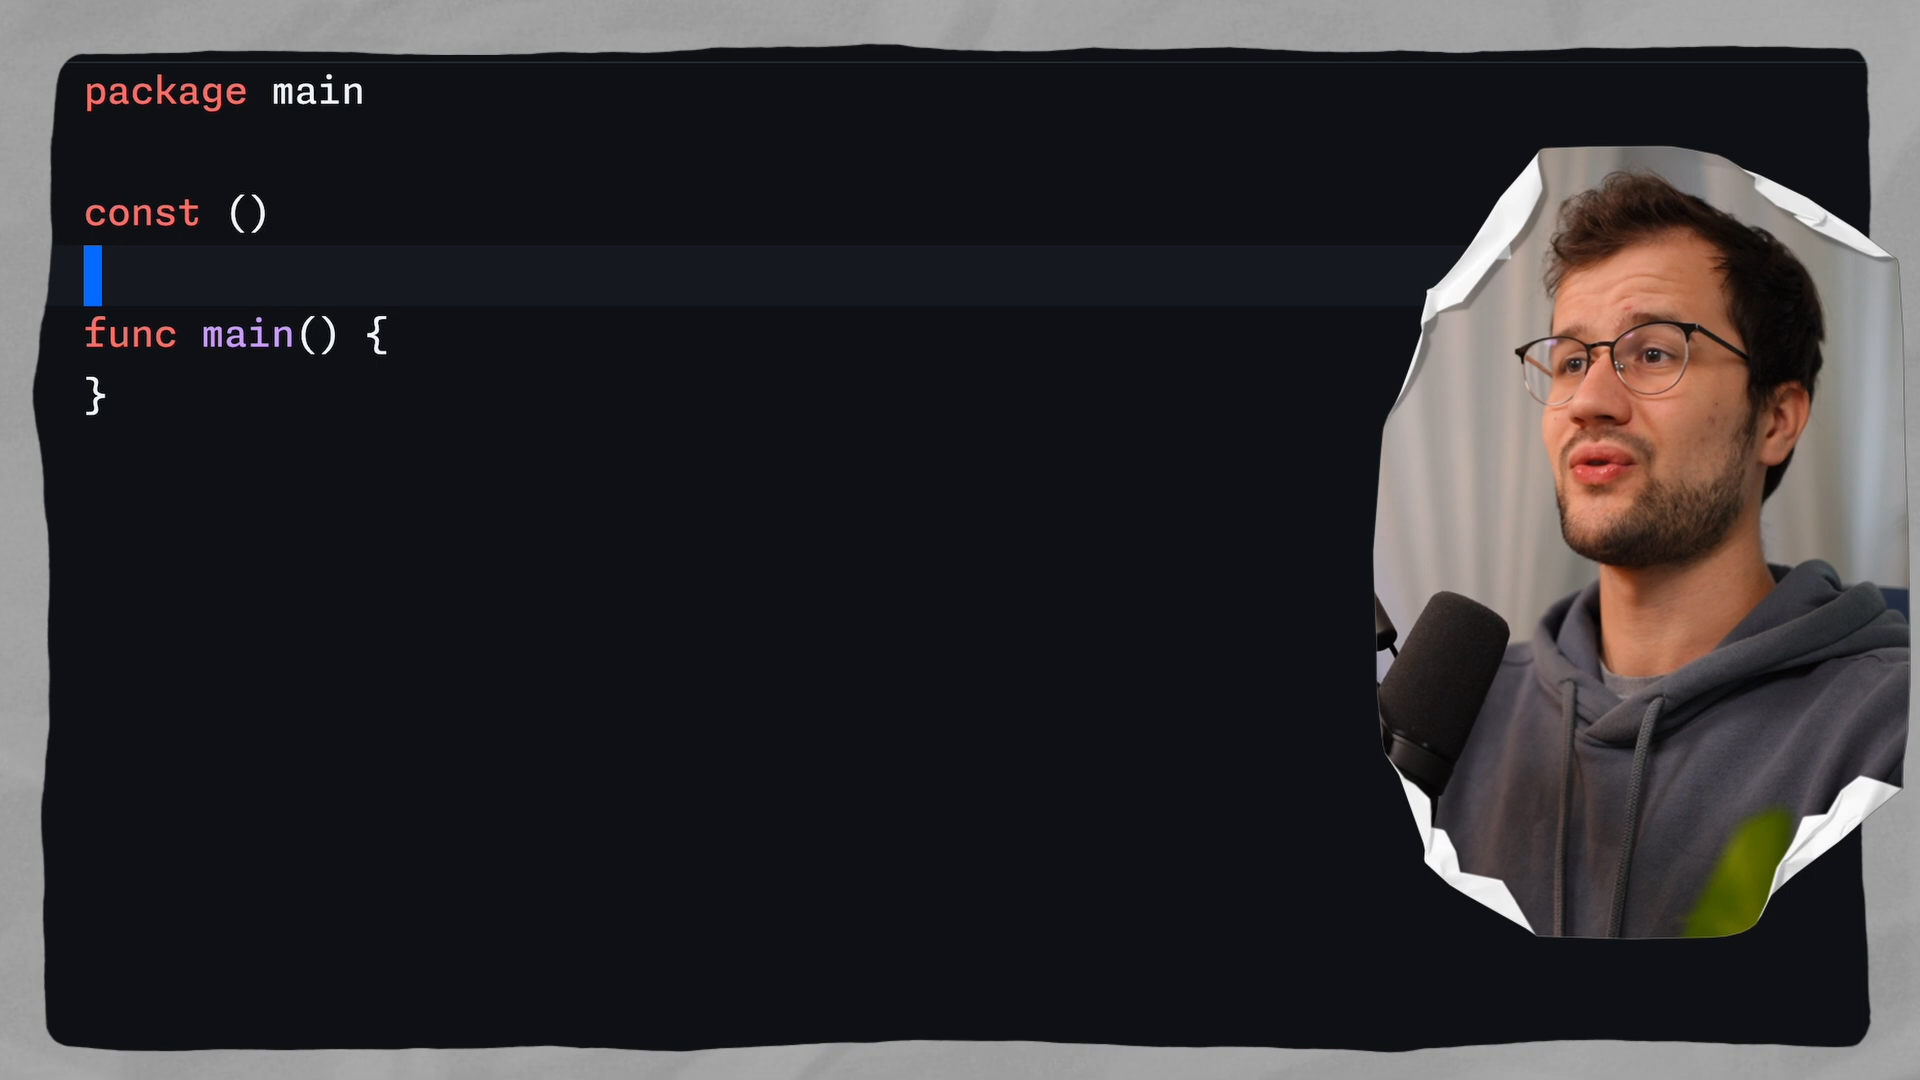 package main
const ()
func main() {
}